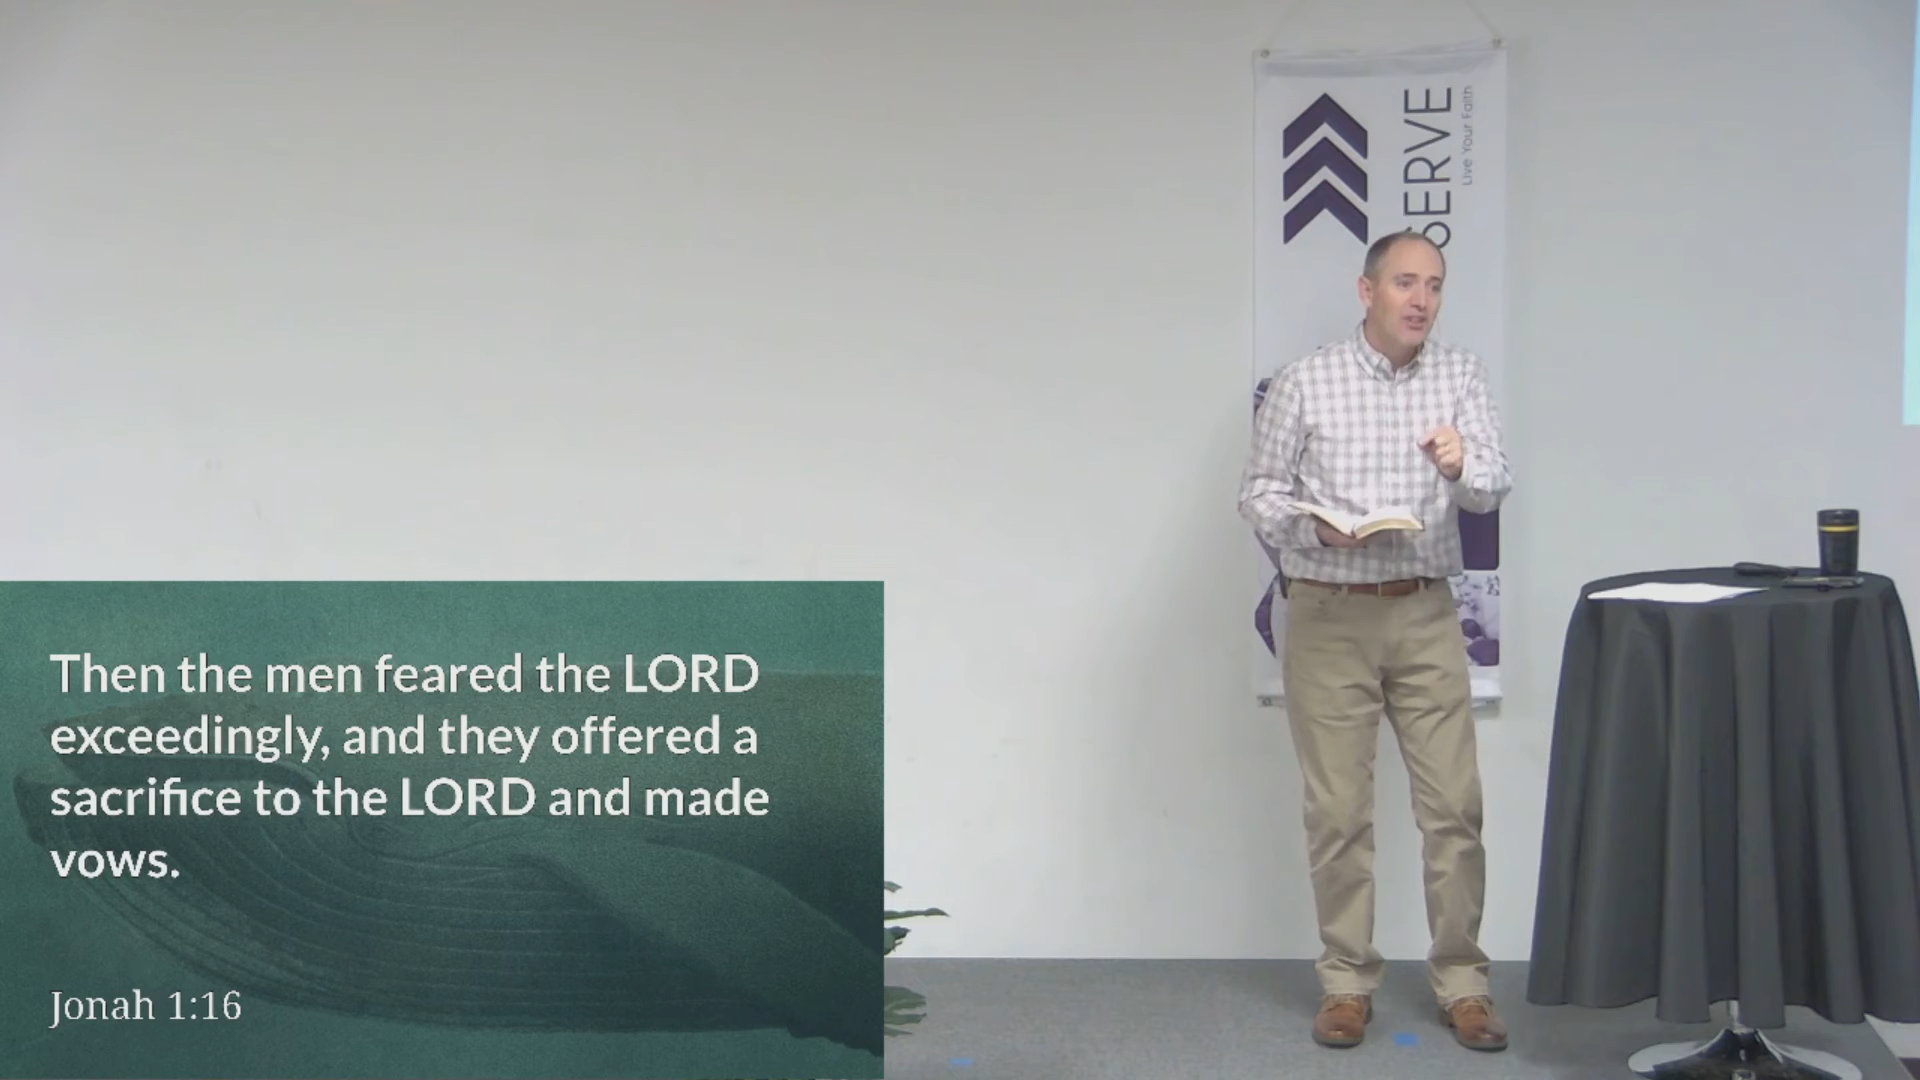 SERVE
Live Your Faith
Then the men feared the LORD
exceedingly, and they offered a
sacrifice to the LORD and made
vows.
Jonah 1:16